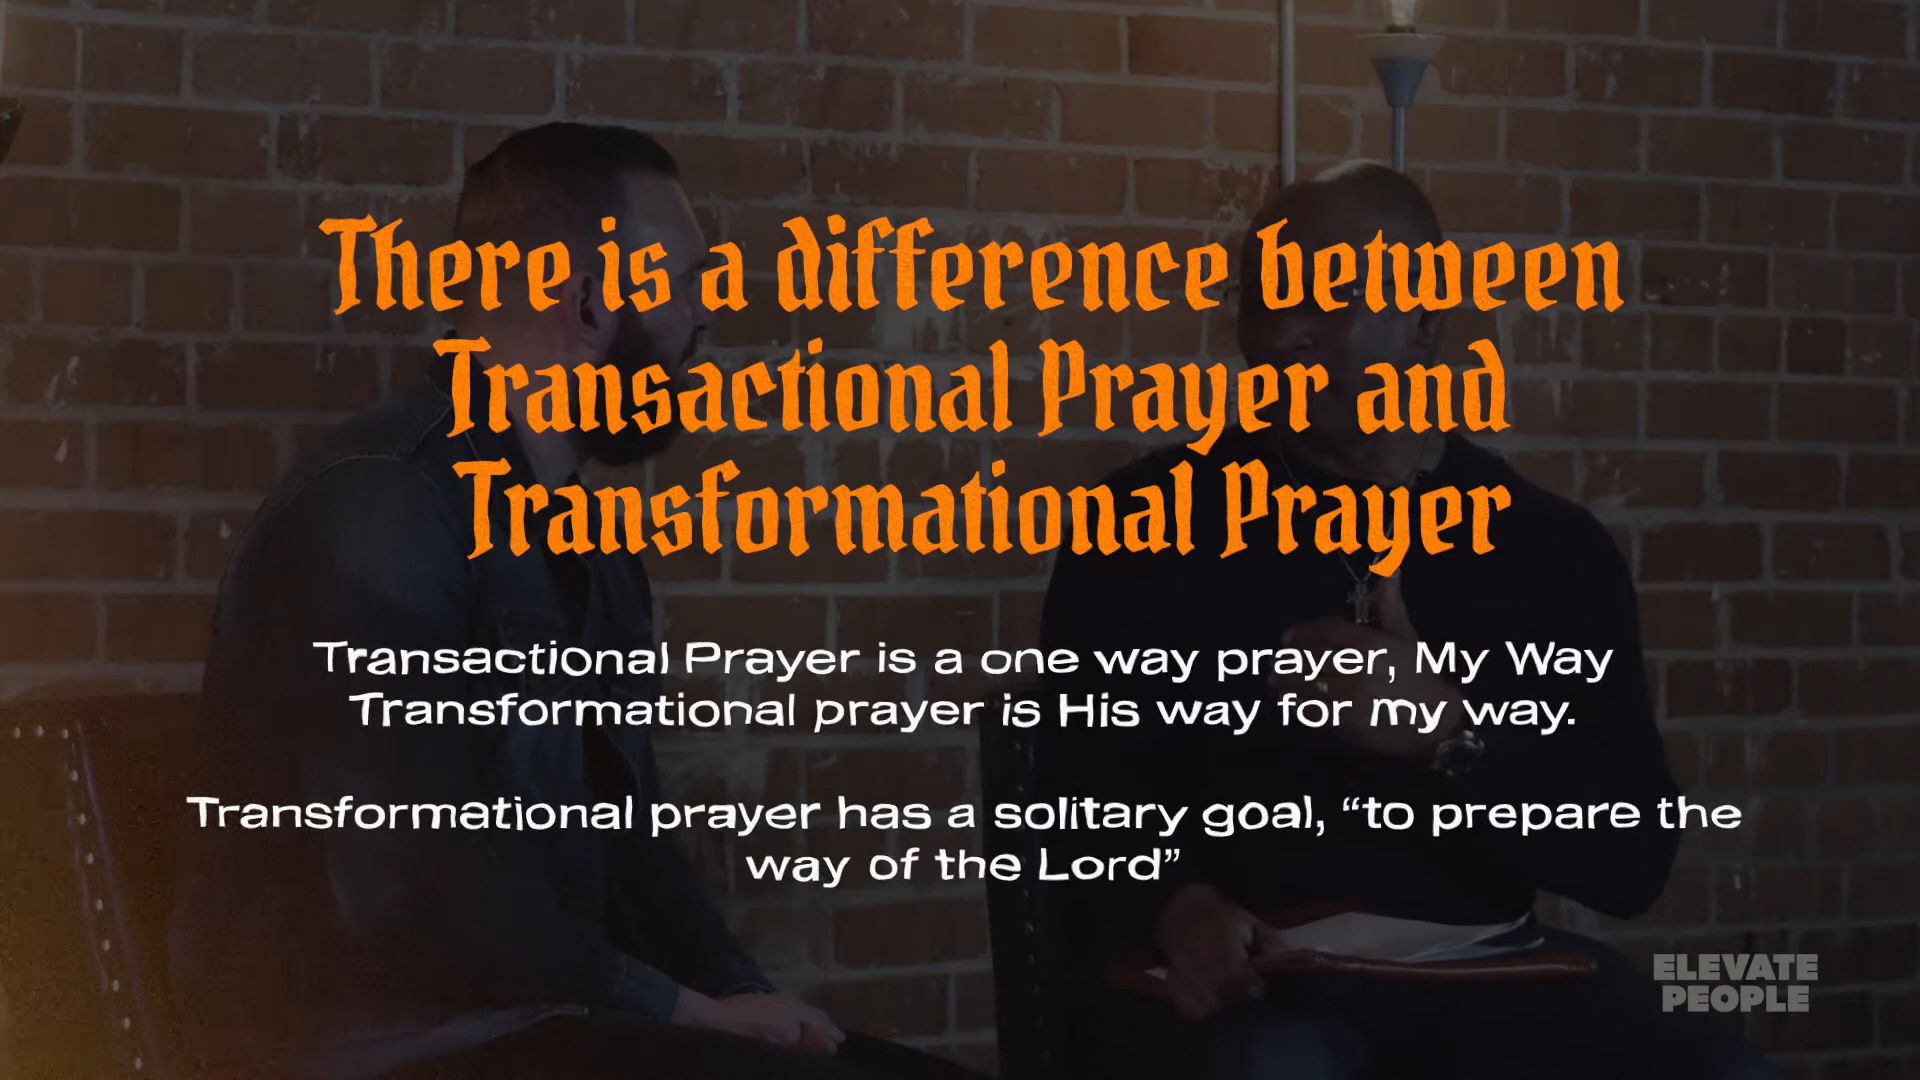 There is a difference between
Transactional Prayer and
Transformational Prayer
Transactional Prayer is a one way prayer, My Way
Transformational prayer is His way for my way.
Transformational prayer has a solitary goal, “to prepare the
way of the Lord”
ELEVATE
PEOPLE